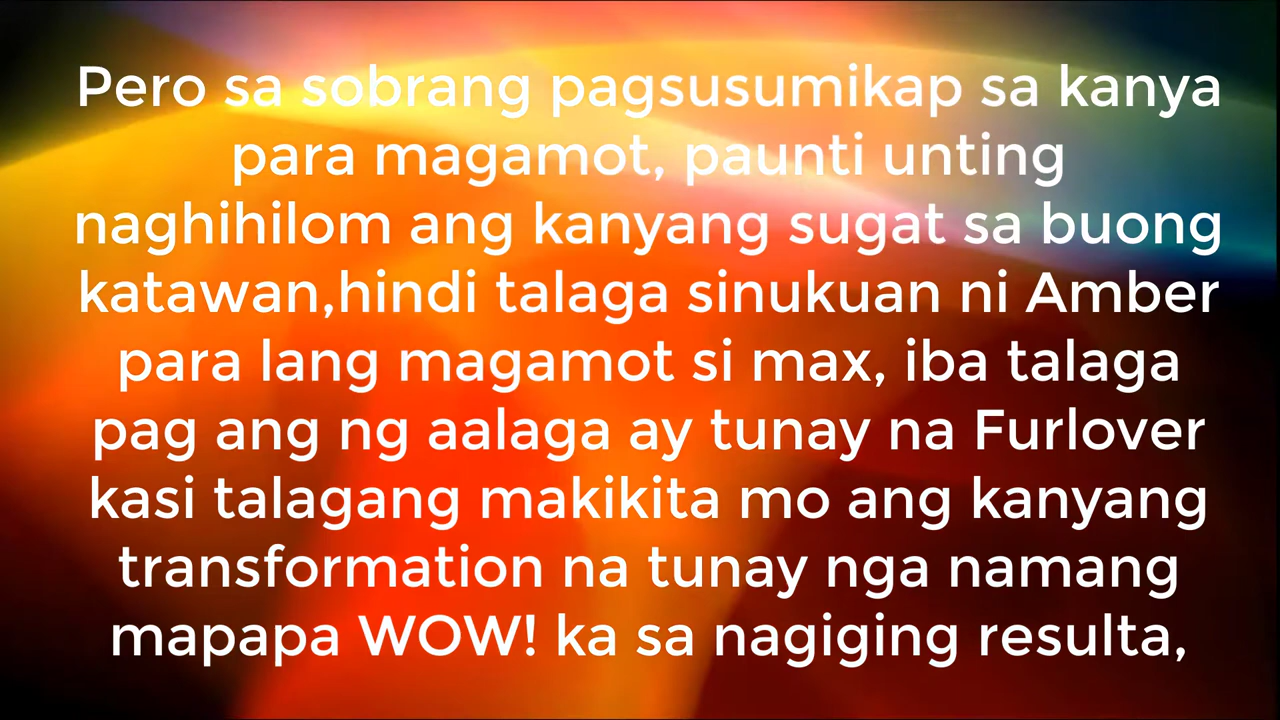 Pero sa sobrang pagsusumikap sa kanya
para magamot, paunti unting
naghihilom ang kanyang sugat sa buong
katawan,hindi talaga sinukuan ni Amber
para lang magamot si max, iba talaga
pag ang ng aalaga ay tunay na Furlover
kasi talagang makikita mo ang kanyang
transformation na tunay nga namang
mapapa WOW! ka sa nagiging resulta,